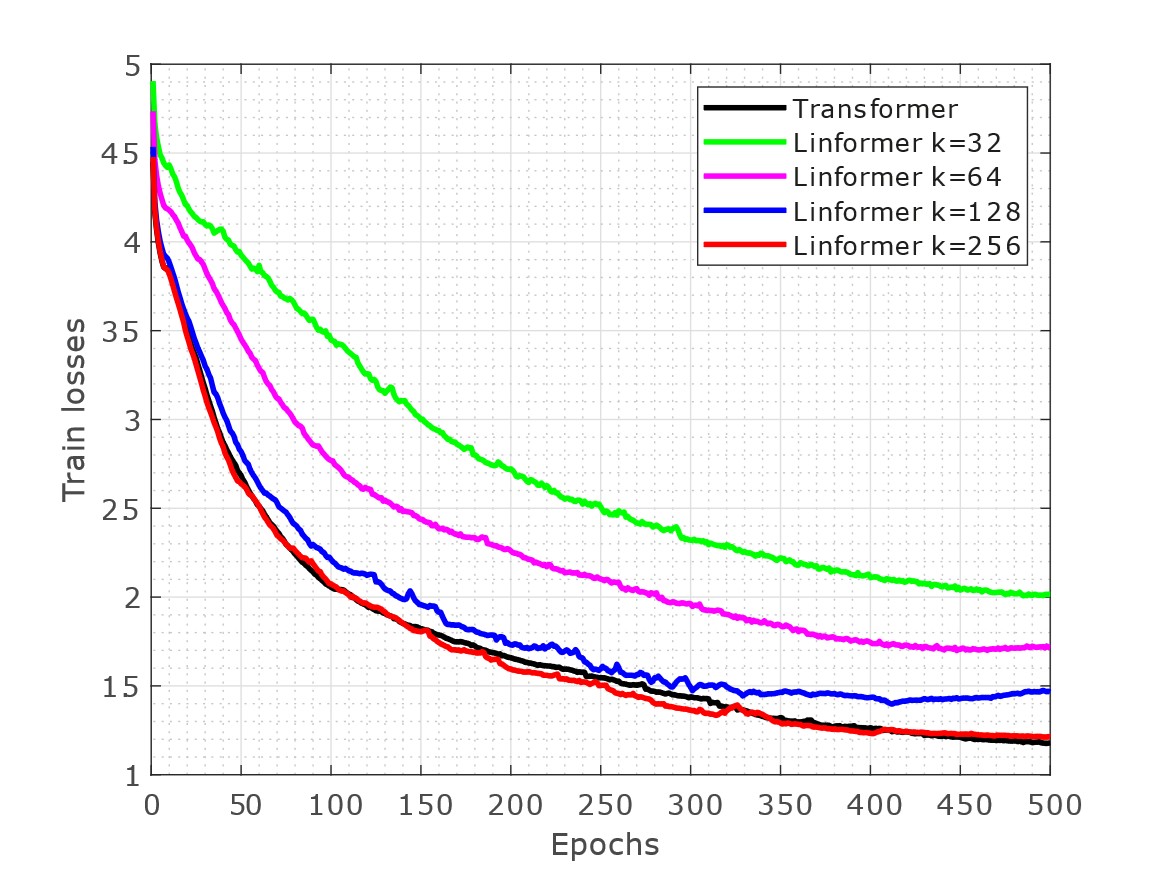 5
45
4
35
3
25
2
15
1
0 50 100 150 200 250 300 350 400 450 500
Train losses
Epochs
Transformer
Linformer k=32
Linformer k=64
Linformer k=128
Linformer k=256